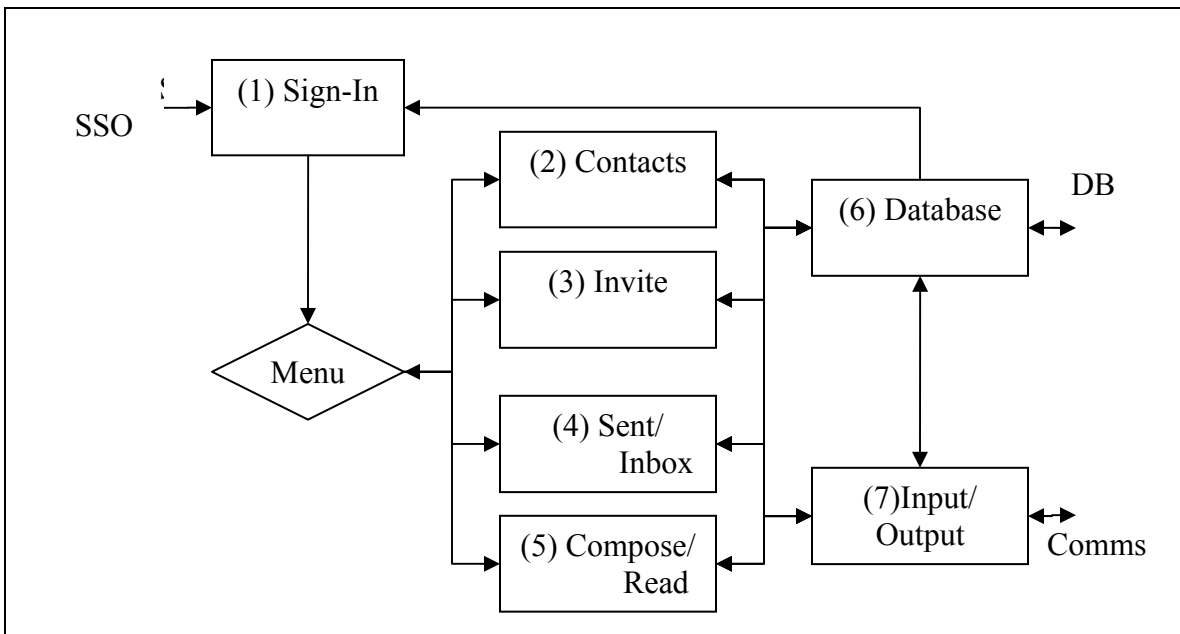 (1) Sign-In
SSO
(2) Contacts
DB
(6) Database
(3) Invite
Menu
(4) Sent/
Inbox
(7)Input/
Output
(5) Compose/
Read
Comms